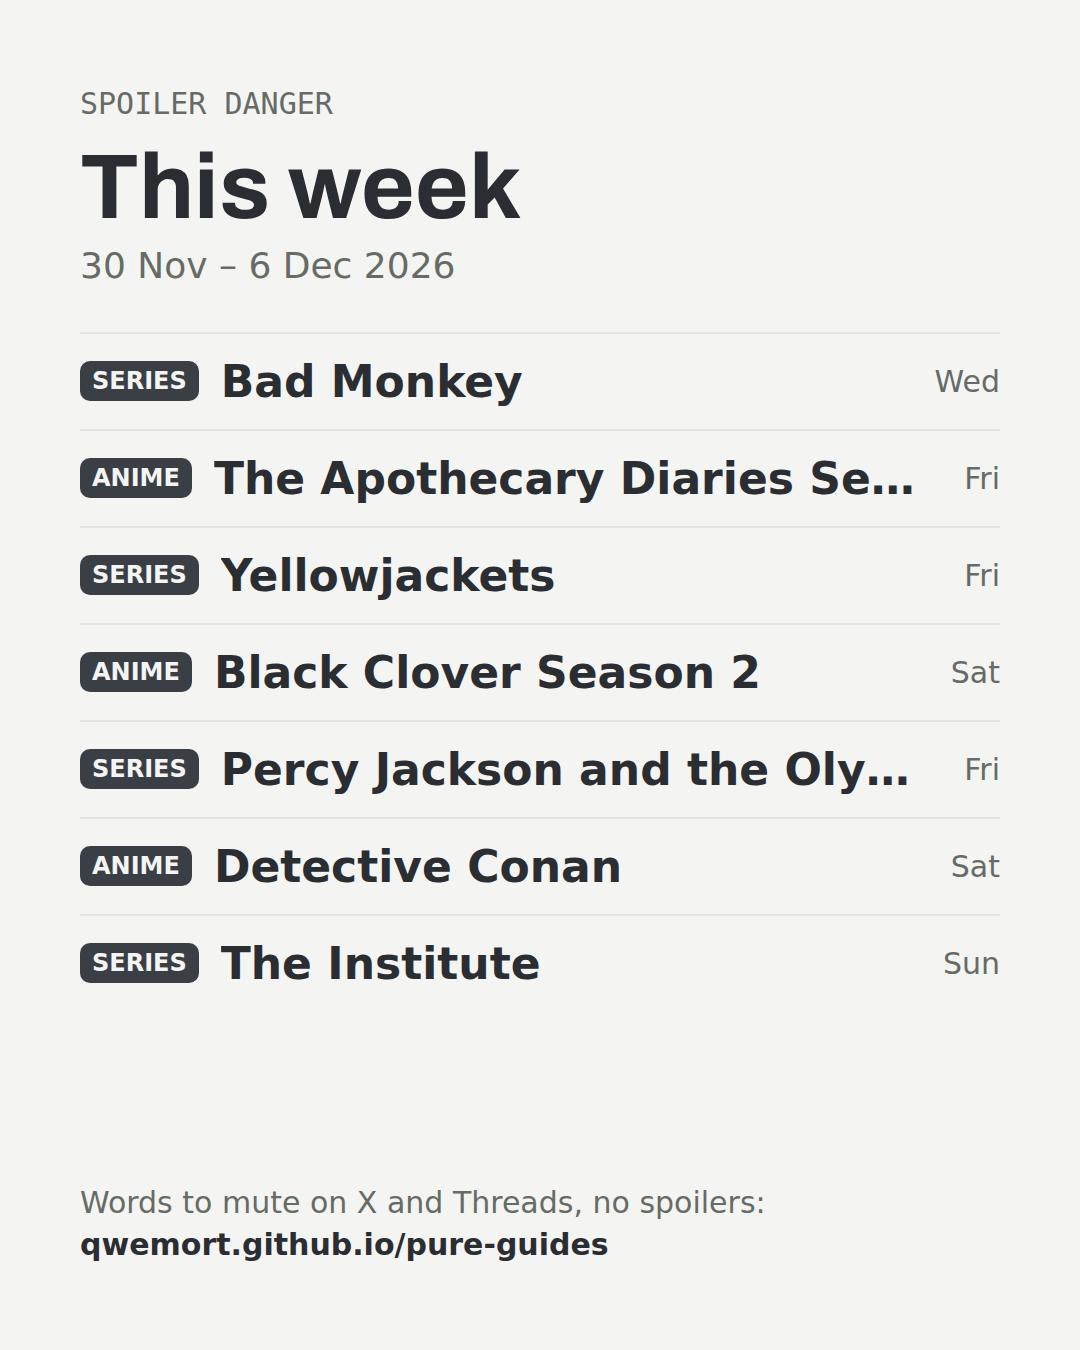 SPOILER DANGER
This week
30 Nov – 6 Dec 2026
SERIES Bad Monkey Wed
ANIME The Apothecary Diaries Se… Fri
SERIES Yellowjackets Fri
ANIME Black Clover Season 2 Sat
SERIES Percy Jackson and the Oly… Fri
ANIME Detective Conan Sat
SERIES The Institute Sun
Words to mute on X and Threads, no spoilers:
qwemort.github.io/pure-guides